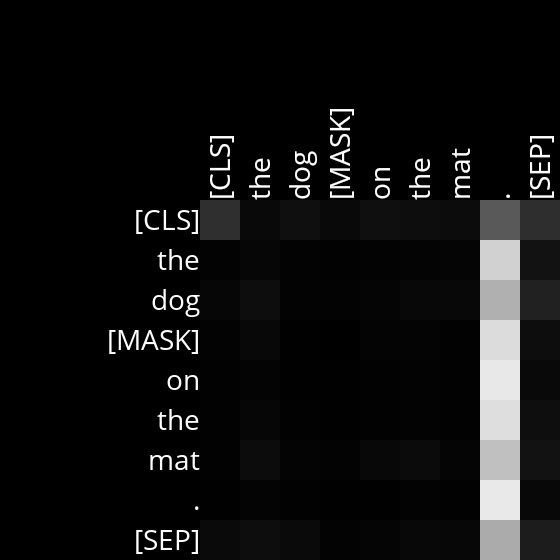 [CLS] the dog [MASK] on the mat . [SEP]
[CLS]
the
dog
[MASK]
on
the
mat
.
[SEP]